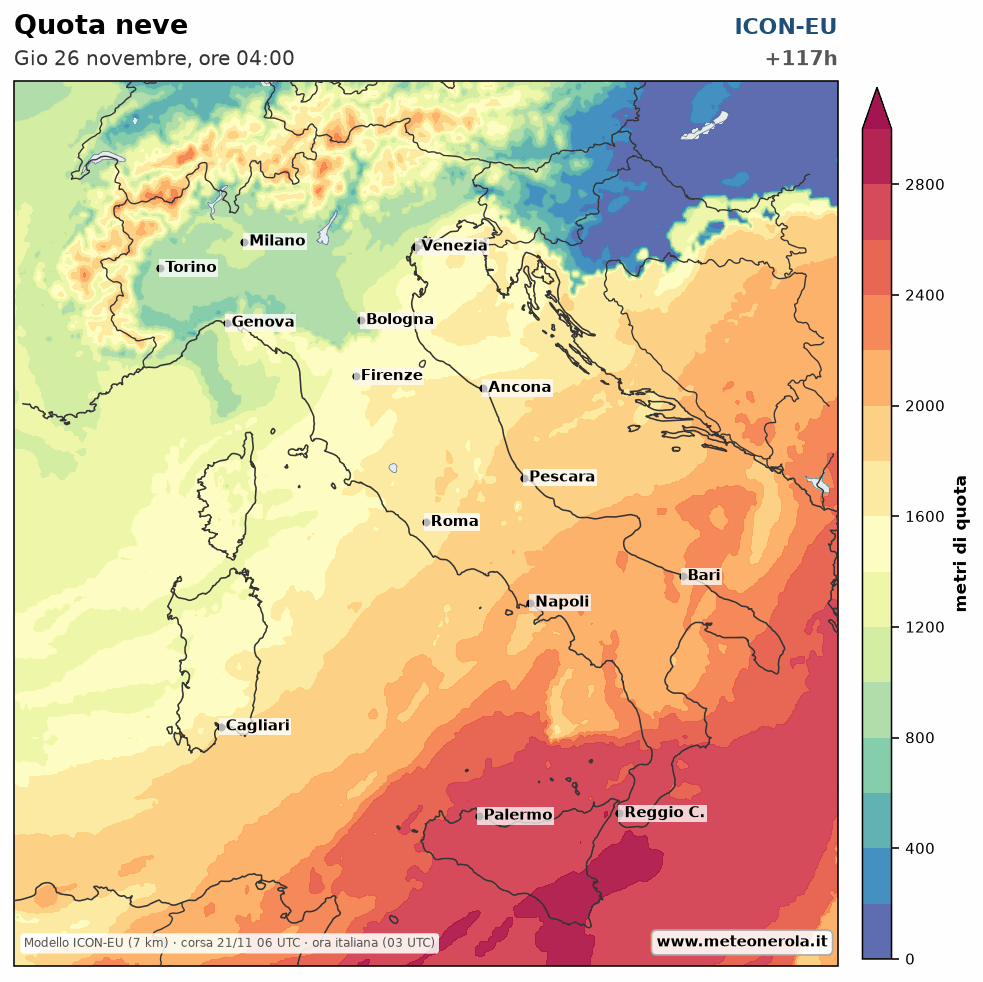 Quota neve
ICON-EU
Gio 26 novembre, ore 04:00
+117h
Milano
Venezia
Torino
Genova
Bologna
Firenze
Ancona
Pescara
Roma
Bari
Napoli
Cagliari
Palermo
Reggio C.
2800
2400
2000
1600
1200
800
400
0
metri di quota
Modello ICON-EU (7 km) · corsa 21/11 06 UTC · ora italiana (03 UTC)
www.meteonerola.it